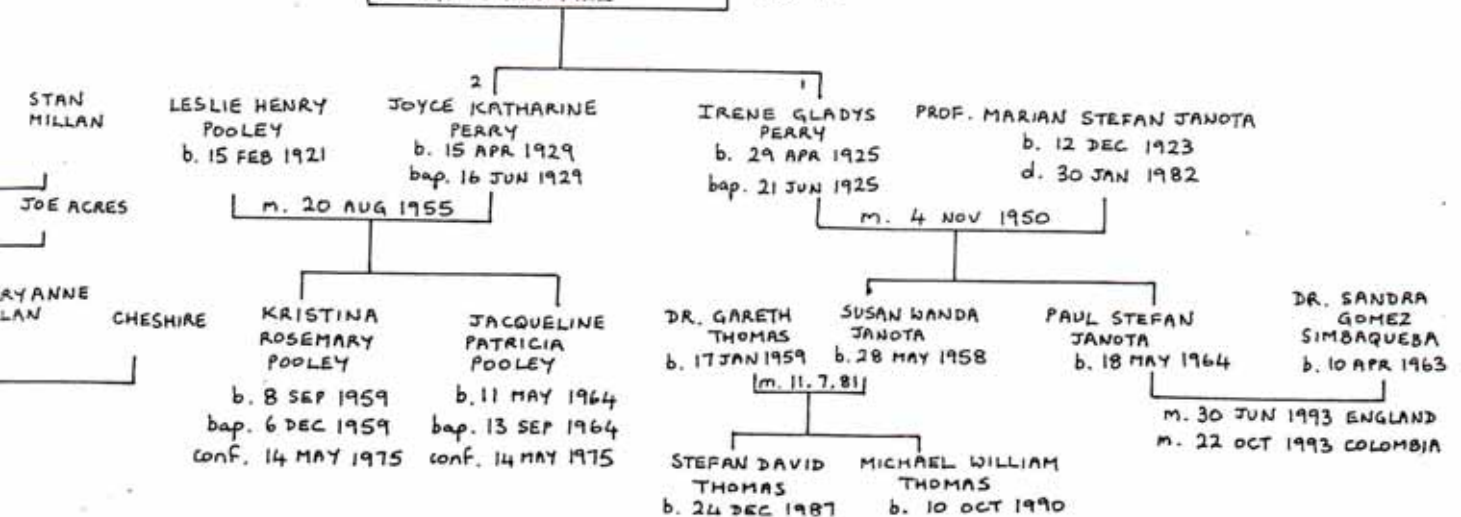 STAN
MILLAN
LESLIE HENRY
POOLEY
b. 15 FEB 1921
2
JOYCE KATHARINE
PERRY
b. 15 APR 1929
bap. 16 JUN 1929
1
IRENE GLADYS
PERRY
b. 29 APR 1925
bap. 21 JUN 1925
PROF. MARIAN STEFAN JANOTA
b. 12 DEC 1923
d. 30 JAN 1982
JOE ACRES
m. 20 AUG 1955
m. 4 NOV 1950
RYANNE
LAN
CHESHIRE
KRISTINA
ROSEMARY
POOLEY
b. 8 SEP 1959
bap. 6 DEC 1959
conf. 14 MAY 1975
JACQUELINE
PATRICIA
POOLEY
b. 11 MAY 1964
bap. 13 SEP 1964
conf. 14 MAY 1975
DR. GARETH
THOMAS
b. 17 JAN 1959
SUSAN WANDA
JANOTA
b. 28 MAY 1958
m. 11.7.81
PAUL STEFAN
JANOTA
b. 18 MAY 1964
DR. SANDRA
GOMEZ
SIMBAQUEBA
b. 10 APR 1963
m. 30 JUN 1993 ENGLAND
m. 22 OCT 1993 COLOMBIA
STEFAN DAVID
THOMAS
b. 24 DEC 1987
MICHAEL WILLIAM
THOMAS
b. 10 OCT 1990